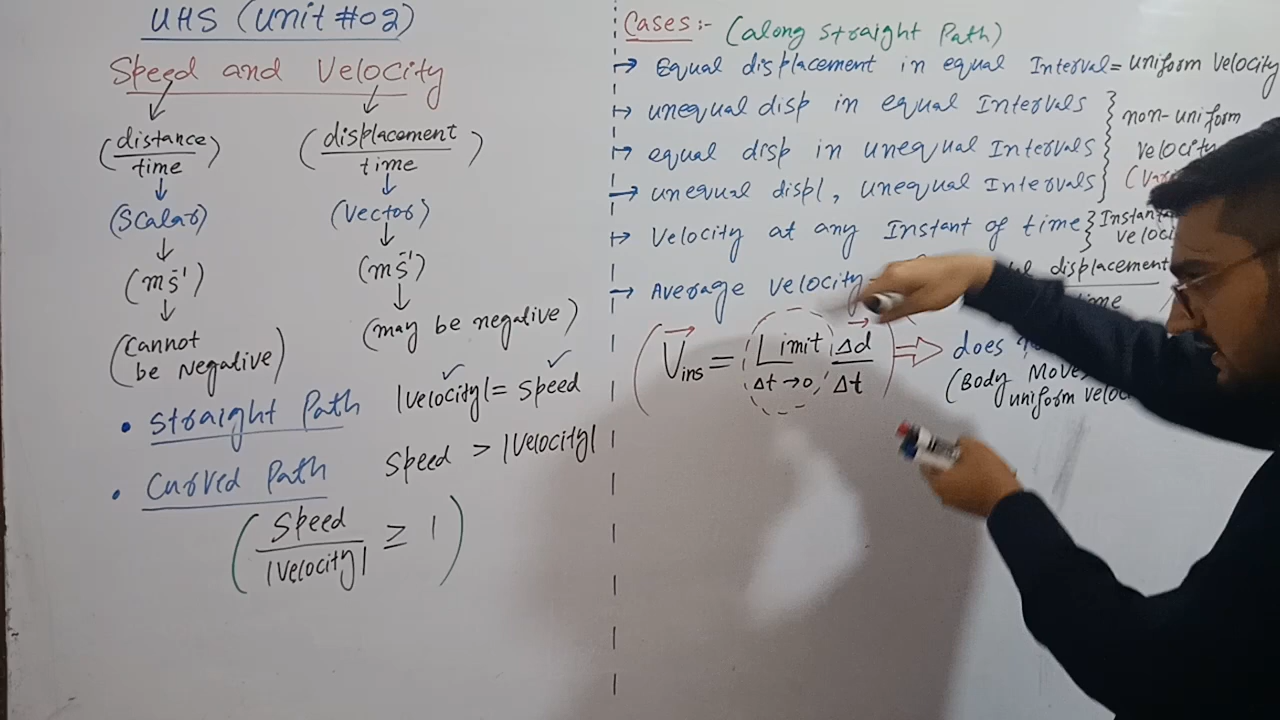 UHS (Unit #02)
Speed and Velocity
(distance/time) (displacement/time)
(Scalar) (Vector)
(ms⁻¹) (ms⁻¹)
(Cannot be Negative) (may be negative)
• Straight Path |Velocity| = Speed
• Curved Path Speed > |Velocity|
(Speed/|Velocity| ≥ 1)
Cases:- (along Straight Path)
→ Equal displacement in equal Interval = uniform Velocity
→ unequal disp in equal Intervals
→ equal disp in unequal Intervals
→ unequal displ, unequal Intervals
} non-uniform
velocity
→ Velocity at any Instant of time }
→ Average velocity
displacement
time
(V⃗ins = Limit Δt→0 Δd⃗/Δt) ⇒ does
(Body Moves
uniform